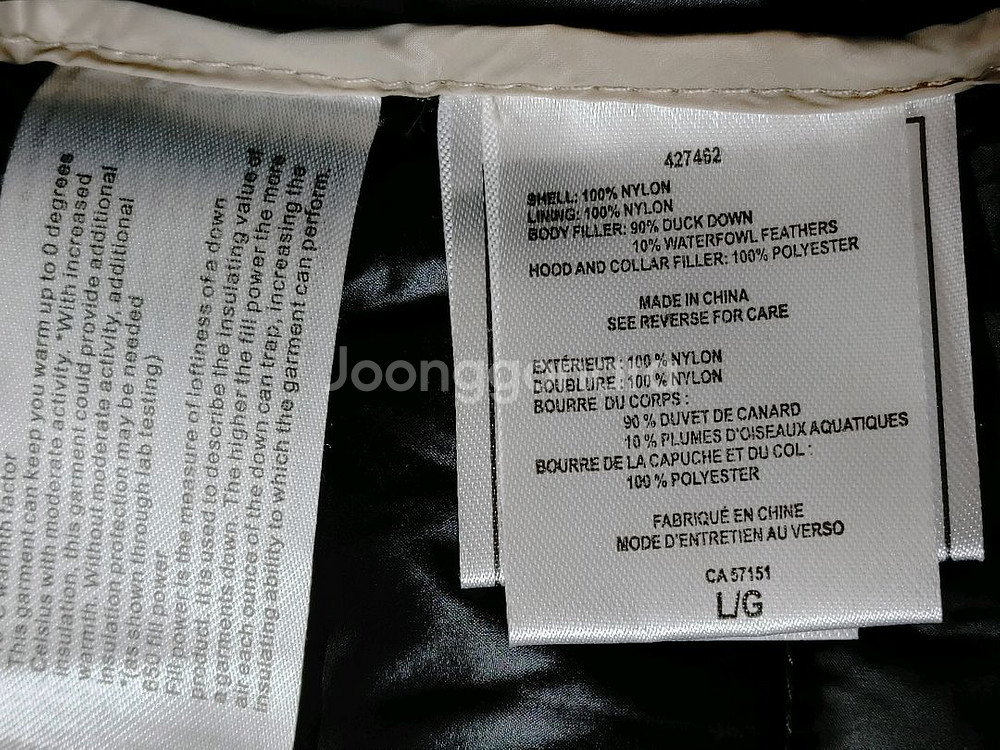 C warmth factor
This garment can keep you warm up to 0 degrees
Celsius with moderate activity. *With increased
insulation, this garment could provide additional
warmth. Without moderate activity, additional
insulation protection may be needed
*(as shown through lab testing)
650 fill power
Fill power is the measure of loftiness of a down
product. It is used to describe the insulating value of
a garments down. The higher the fill power the more
air each ounce of the down can trap, increasing the
insulating ability to which the garment can perform.
427462
SHELL: 100% NYLON
LINING: 100% NYLON
BODY FILLER: 90% DUCK DOWN
10% WATERFOWL FEATHERS
HOOD AND COLLAR FILLER: 100% POLYESTER
MADE IN CHINA
SEE REVERSE FOR CARE
EXTÉRIEUR : 100 % NYLON
DOUBLURE : 100 % NYLON
BOURRE DU CORPS :
90 % DUVET DE CANARD
10 % PLUMES D'OISEAUX AQUATIQUES
BOURRE DE LA CAPUCHE ET DU COL :
100 % POLYESTER
FABRIQUÉ EN CHINE
MODE D'ENTRETIEN AU VERSO
CA 57151
L/G